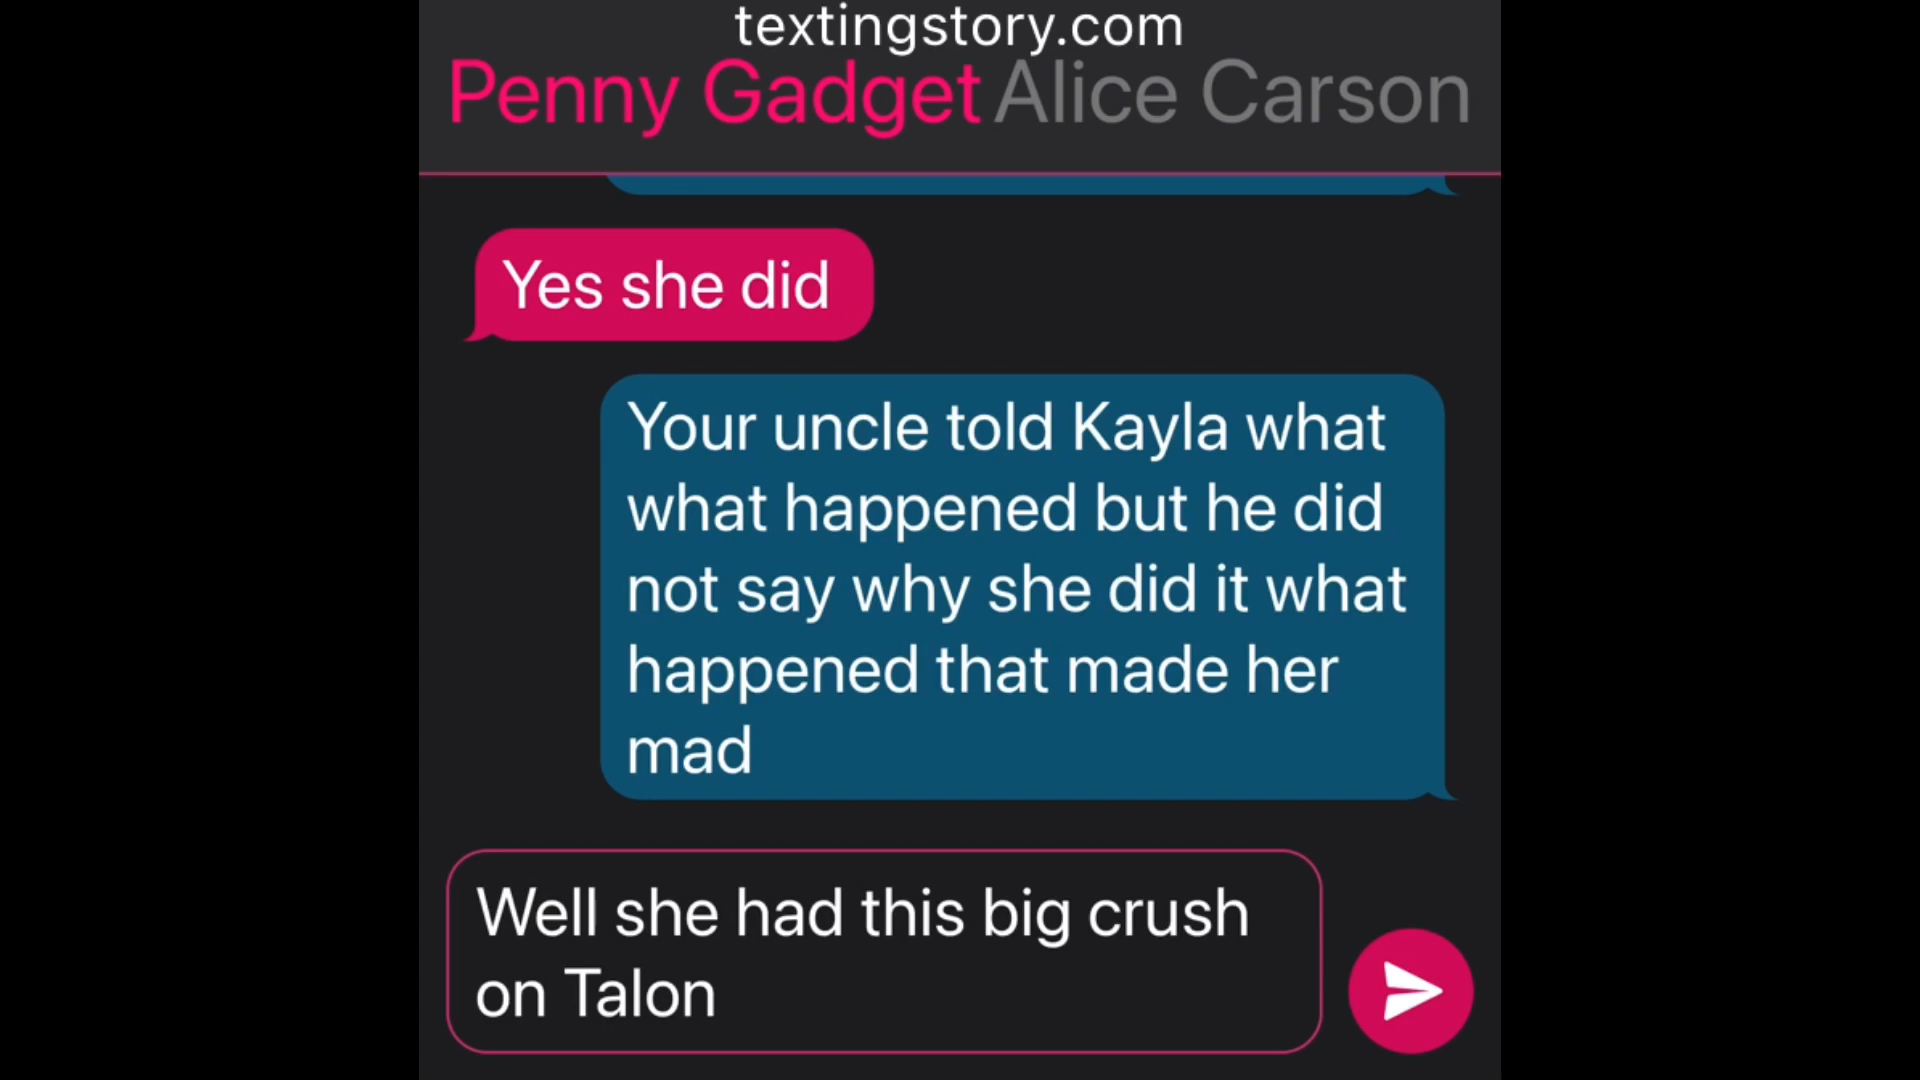 textingstory.com
Penny Gadget Alice Carson
Yes she did
Your uncle told Kayla what
what happened but he did
not say why she did it what
happened that made her
mad
Well she had this big crush
on Talon